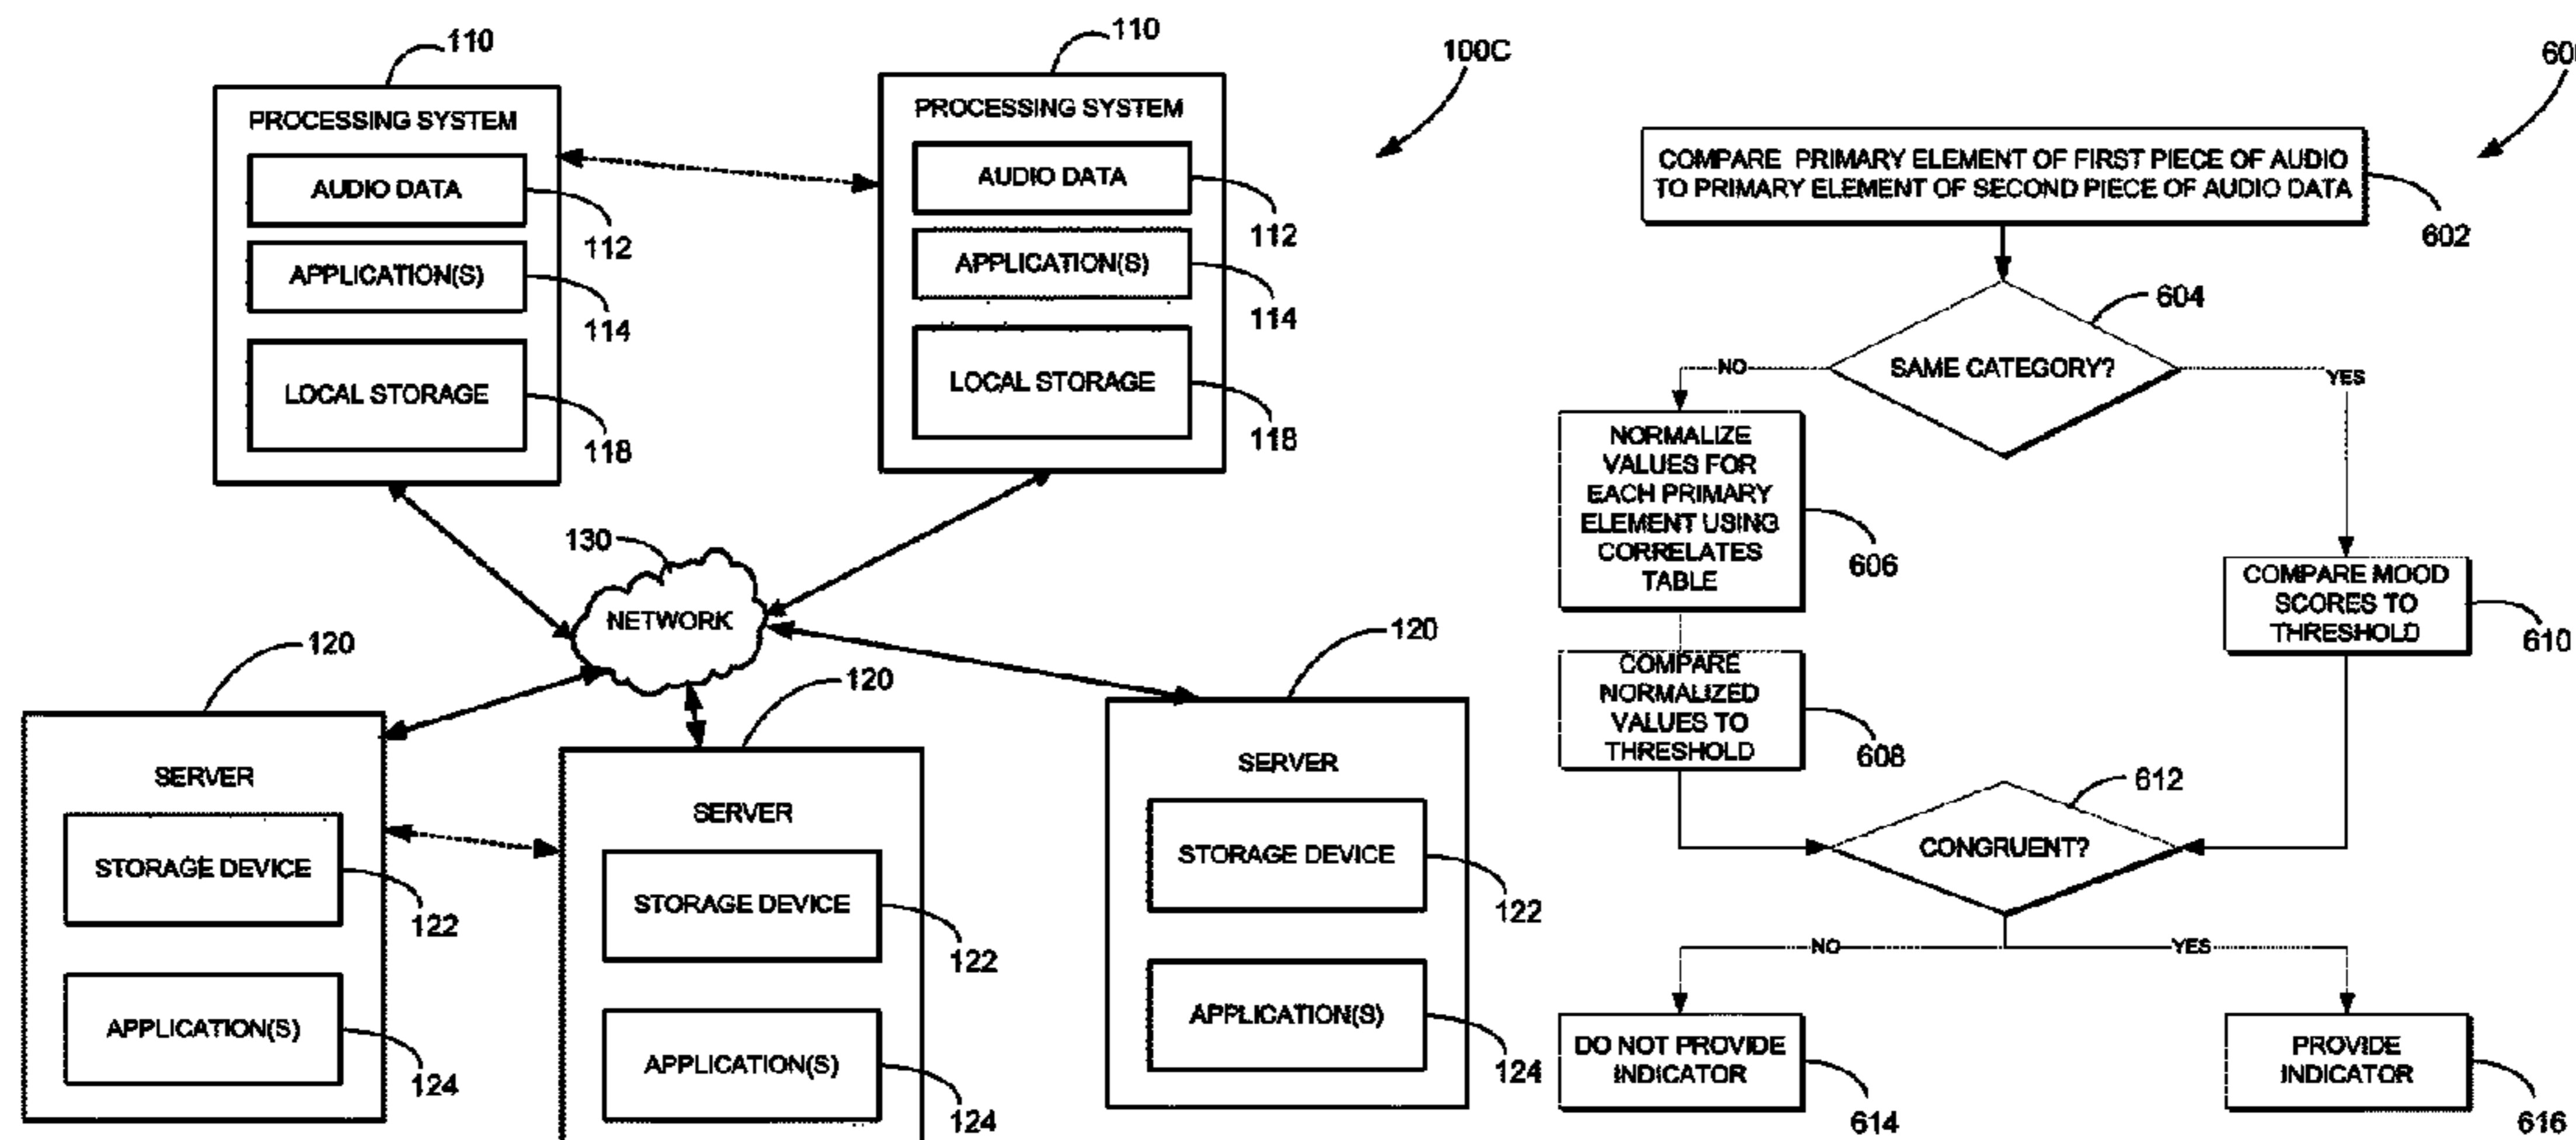 110
PROCESSING SYSTEM
AUDIO DATA
112
APPLICATION(S)
114
LOCAL STORAGE
118
110
PROCESSING SYSTEM
AUDIO DATA
112
APPLICATION(S)
114
LOCAL STORAGE
118
100C
130
NETWORK
120
SERVER
STORAGE DEVICE
122
APPLICATION(S)
124
120
SERVER
STORAGE DEVICE
122
APPLICATION(S)
124
120
SERVER
STORAGE DEVICE
122
APPLICATION(S)
124
COMPARE PRIMARY ELEMENT OF FIRST PIECE OF AUDIO
TO PRIMARY ELEMENT OF SECOND PIECE OF AUDIO DATA
602
604
SAME CATEGORY?
NO
YES
NORMALIZE
VALUES FOR
EACH PRIMARY
ELEMENT USING
CORRELATES
TABLE
606
COMPARE
NORMALIZED
VALUES TO
THRESHOLD
608
COMPARE MOOD
SCORES TO
THRESHOLD
610
612
CONGRUENT?
NO
YES
DO NOT PROVIDE
INDICATOR
614
PROVIDE
INDICATOR
616